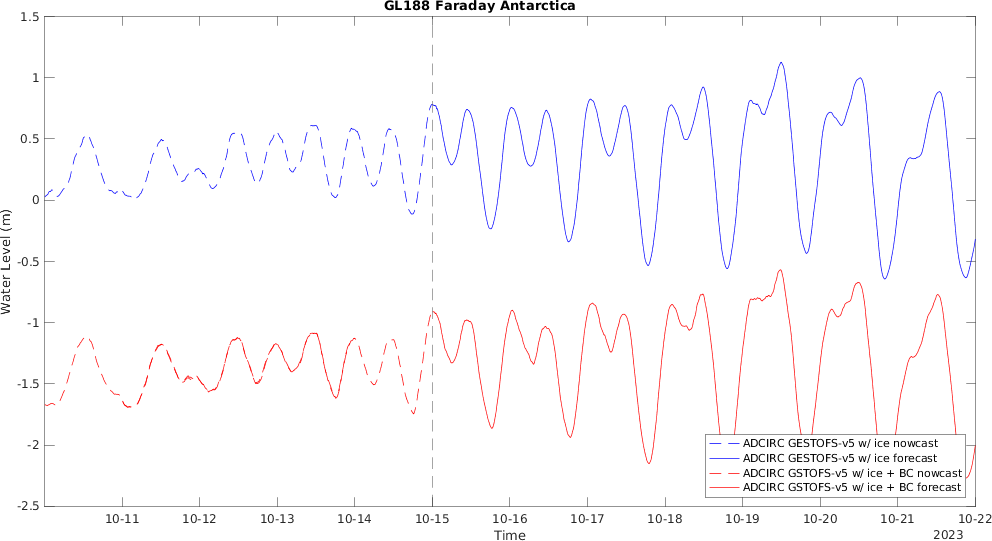 GL188 Faraday Antarctica
1.5
1
0.5
0
-0.5
-1
-1.5
-2
-2.5
Water Level (m)
ADCIRC GESTOFS-v5 w/ ice nowcast
ADCIRC GESTOFS-v5 w/ ice forecast
ADCIRC GSTOFS-v5 w/ ice + BC nowcast
ADCIRC GSTOFS-v5 w/ ice + BC forecast
10-11 10-12 10-13 10-14 10-15 10-16 10-17 10-18 10-19 10-20 10-21 10-22
Time
2023